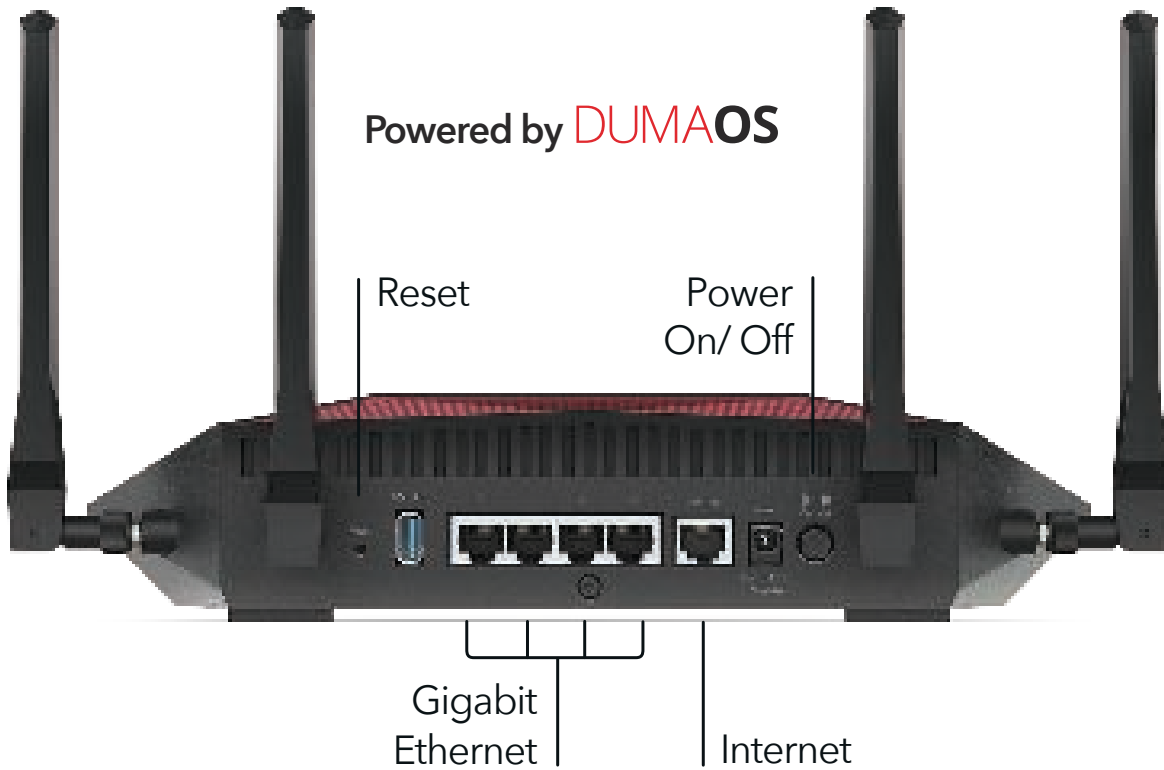 Powered by DUMAOS
Reset
Power
On/ Off
Gigabit
Ethernet
Internet